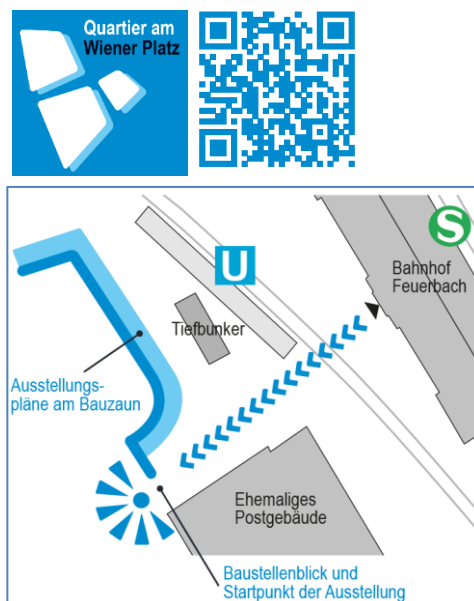 Quartier am
Wiener Platz
S
U
Bahnhof
Feuerbach
Tiefbunker
Ausstellungs-
pläne am Bauzaun
Ehemaliges
Postgebäude
Baustellenblick und
Startpunkt der Ausstellung